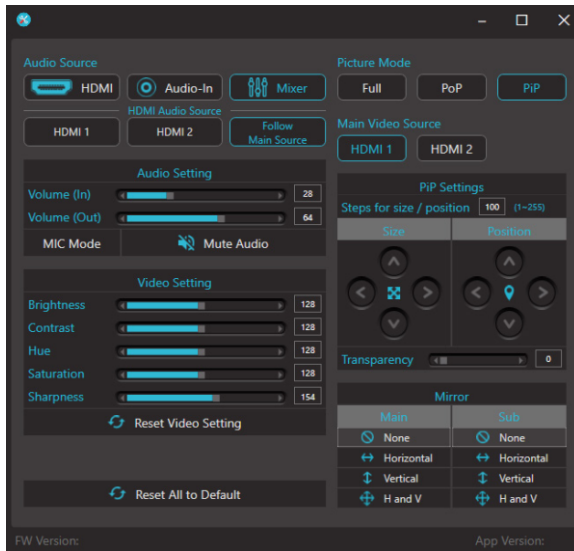 Audio Source
HDMI Audio-In Mixer
HDMI Audio Source
HDMI 1 HDMI 2 Follow
Main Source
Audio Setting
Volume (In) 28
Volume (Out) 64
MIC Mode Mute Audio
Video Setting
Brightness 128
Contrast 128
Hue 128
Saturation 128
Sharpness 154
Reset Video Setting
Reset All to Default
Picture Mode
Full PoP PiP
Main Video Source
HDMI 1 HDMI 2
PiP Settings
Steps for size / position 100 (1~255)
Size Position
Transparency 0
Mirror
Main Sub
None None
Horizontal Horizontal
Vertical Vertical
H and V H and V
FW Version: App Version: